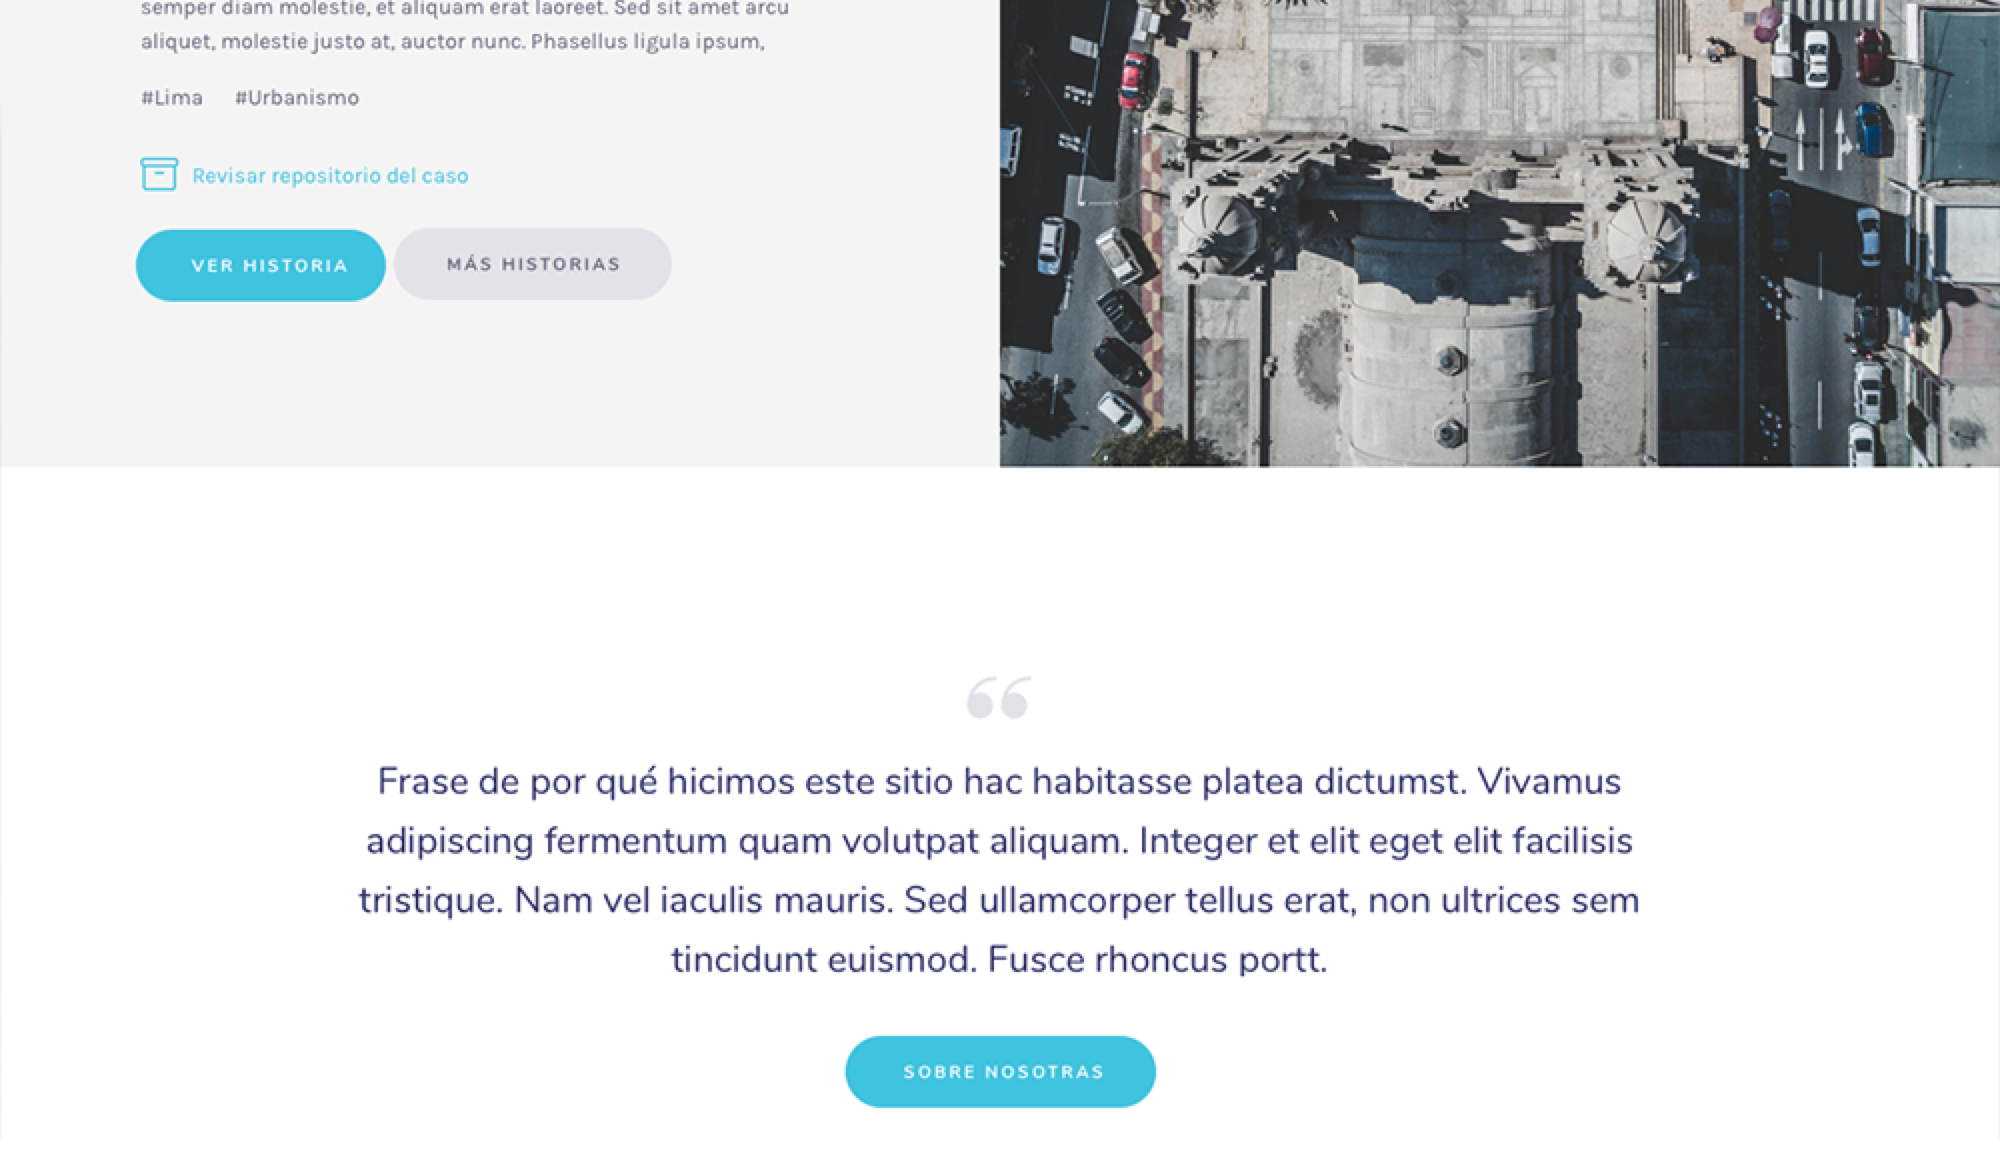 semper diam molestie, et aliquam erat laoreet. Sed sit amet arcu
aliquet, molestie justo at, auctor nunc. Phasellus ligula ipsum,
#Lima #Urbanismo
Revisar repositorio del caso
VER HISTORIA MÁS HISTORIAS
“
Frase de por qué hicimos este sitio hac habitasse platea dictumst. Vivamus
adipiscing fermentum quam volutpat aliquam. Integer et elit eget elit facilisis
tristique. Nam vel iaculis mauris. Sed ullamcorper tellus erat, non ultrices sem
tincidunt euismod. Fusce rhoncus portt.
SOBRE NOSOTRAS